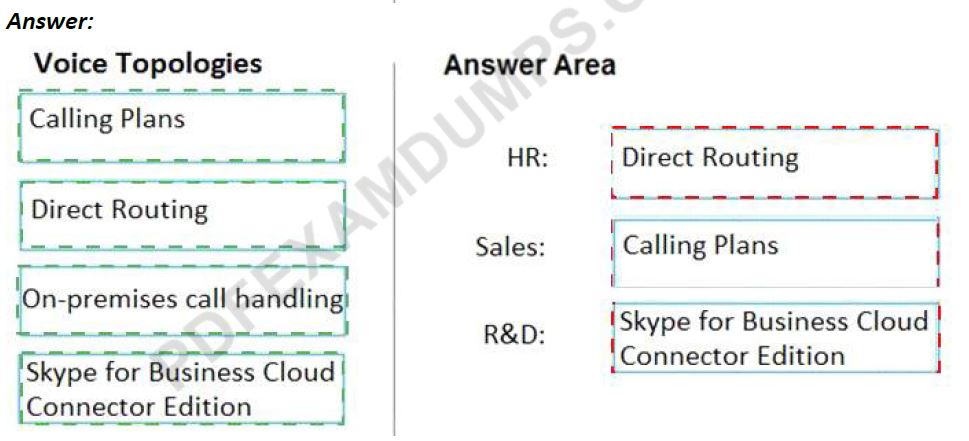 Answer:
Voice Topologies
Calling Plans
Direct Routing
On-premises call handling
Skype for Business Cloud
Connector Edition
Answer Area
HR:
Direct Routing
Sales:
Calling Plans
R&D:
Skype for Business Cloud
Connector Edition
PDFEXAMDUMPS.C